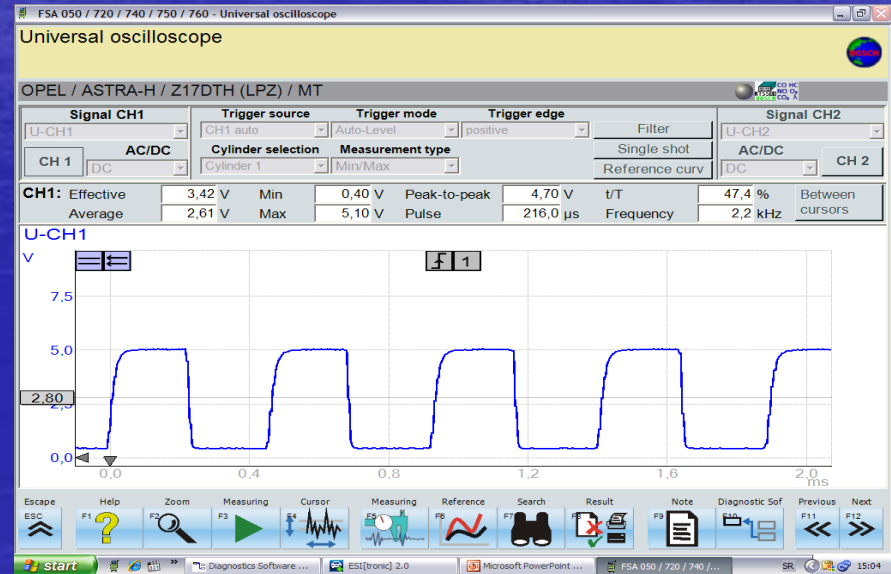 FSA 050 / 720 / 740 / 750 / 760 - Universal oscilloscope
Universal oscilloscope
BOSCH
OPEL / ASTRA-H / Z17DTH (LPZ) / MT
Signal CH1 Trigger source Trigger mode Trigger edge Signal CH2
U-CH1 CH1 auto Auto-Level positive Filter U-CH2
AC/DC Cylinder selection Measurement type Single shot AC/DC
CH 1 DC Cylinder 1 Min/Max Reference curv DC CH 2
CH1: Effective 3,42 V Min 0,40 V Peak-to-peak 4,70 V t/T 47,4 % Between
Average 2,61 V Max 5,10 V Pulse 216,0 µs Frequency 2,2 kHz cursors
U-CH1
V
1
7,5
5,0
2,80
0,0
0,0 0,4 0,8 1,2 1,6 2,0
ms
Escape Help Zoom Measuring Cursor Measuring Reference Search Result Note Diagnostic Sof Previous Next
ESC F1 F2 F3 F4 F5 F6 F7 F8 F9 F10 F11 F12
start Diagnostics Software ... ESI[tronic] 2.0 Microsoft PowerPoint ... FSA 050 / 720 / 740 /... SR 15:04